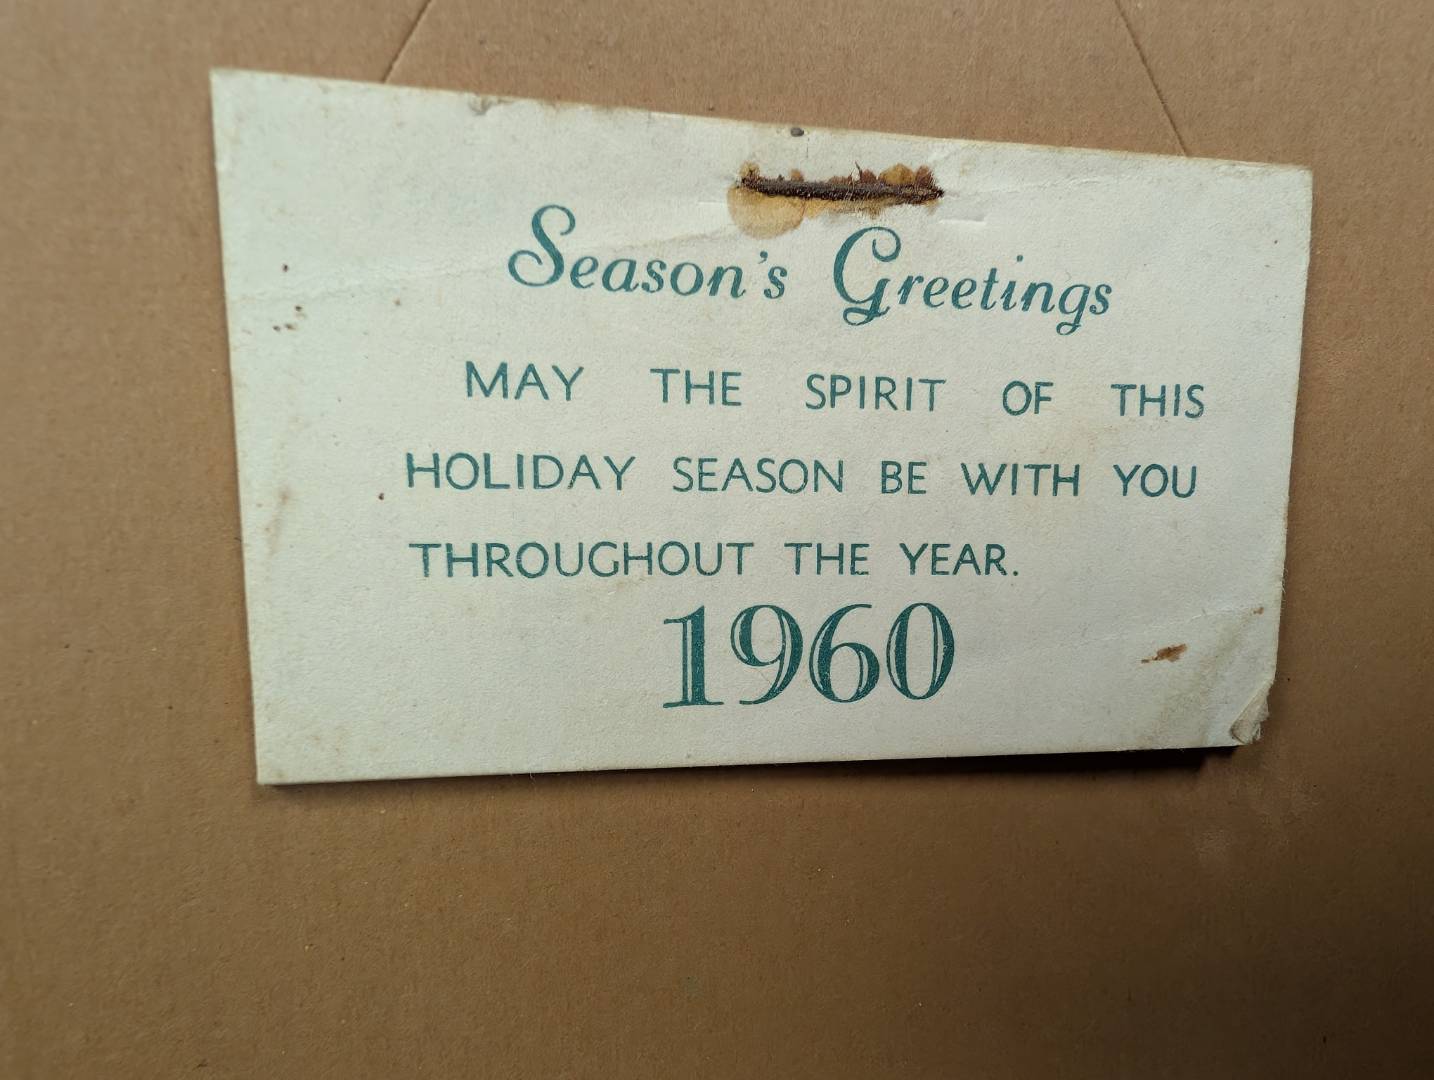 Season's Greetings
MAY THE SPIRIT OF THIS
HOLIDAY SEASON BE WITH YOU
THROUGHOUT THE YEAR.
1960